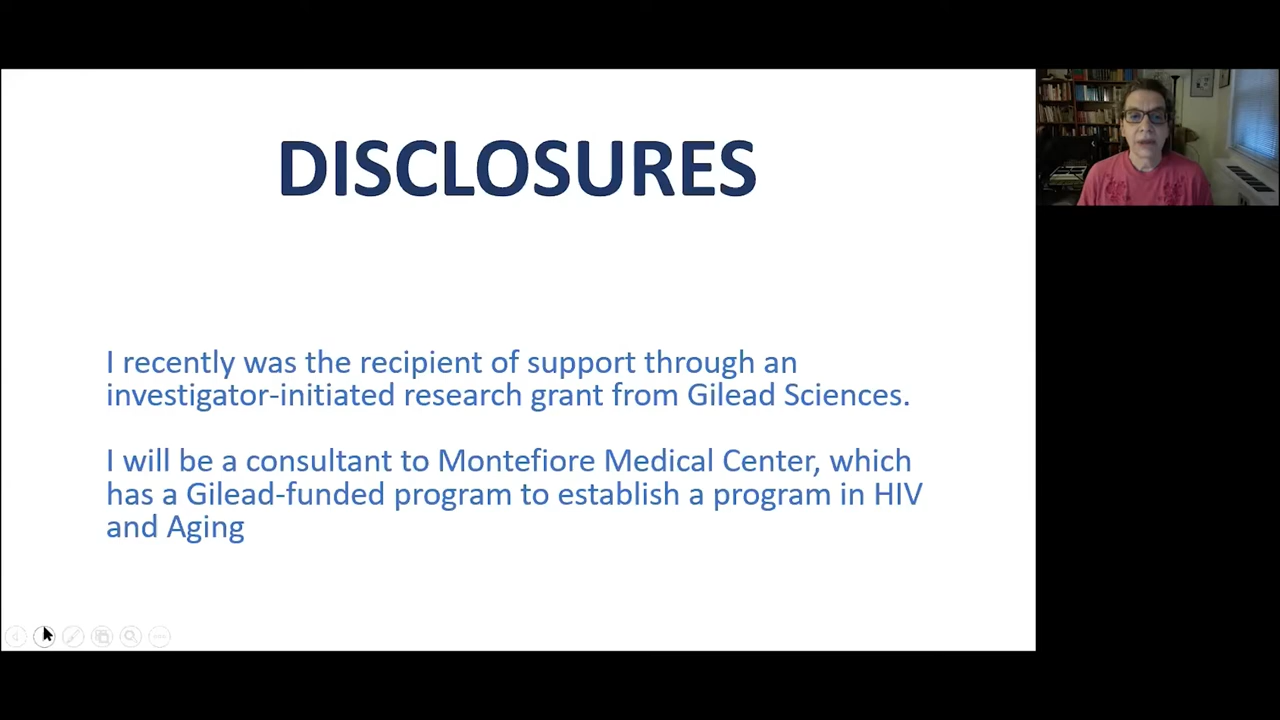 DISCLOSURES
I recently was the recipient of support through an
investigator-initiated research grant from Gilead Sciences.
I will be a consultant to Montefiore Medical Center, which
has a Gilead-funded program to establish a program in HIV
and Aging